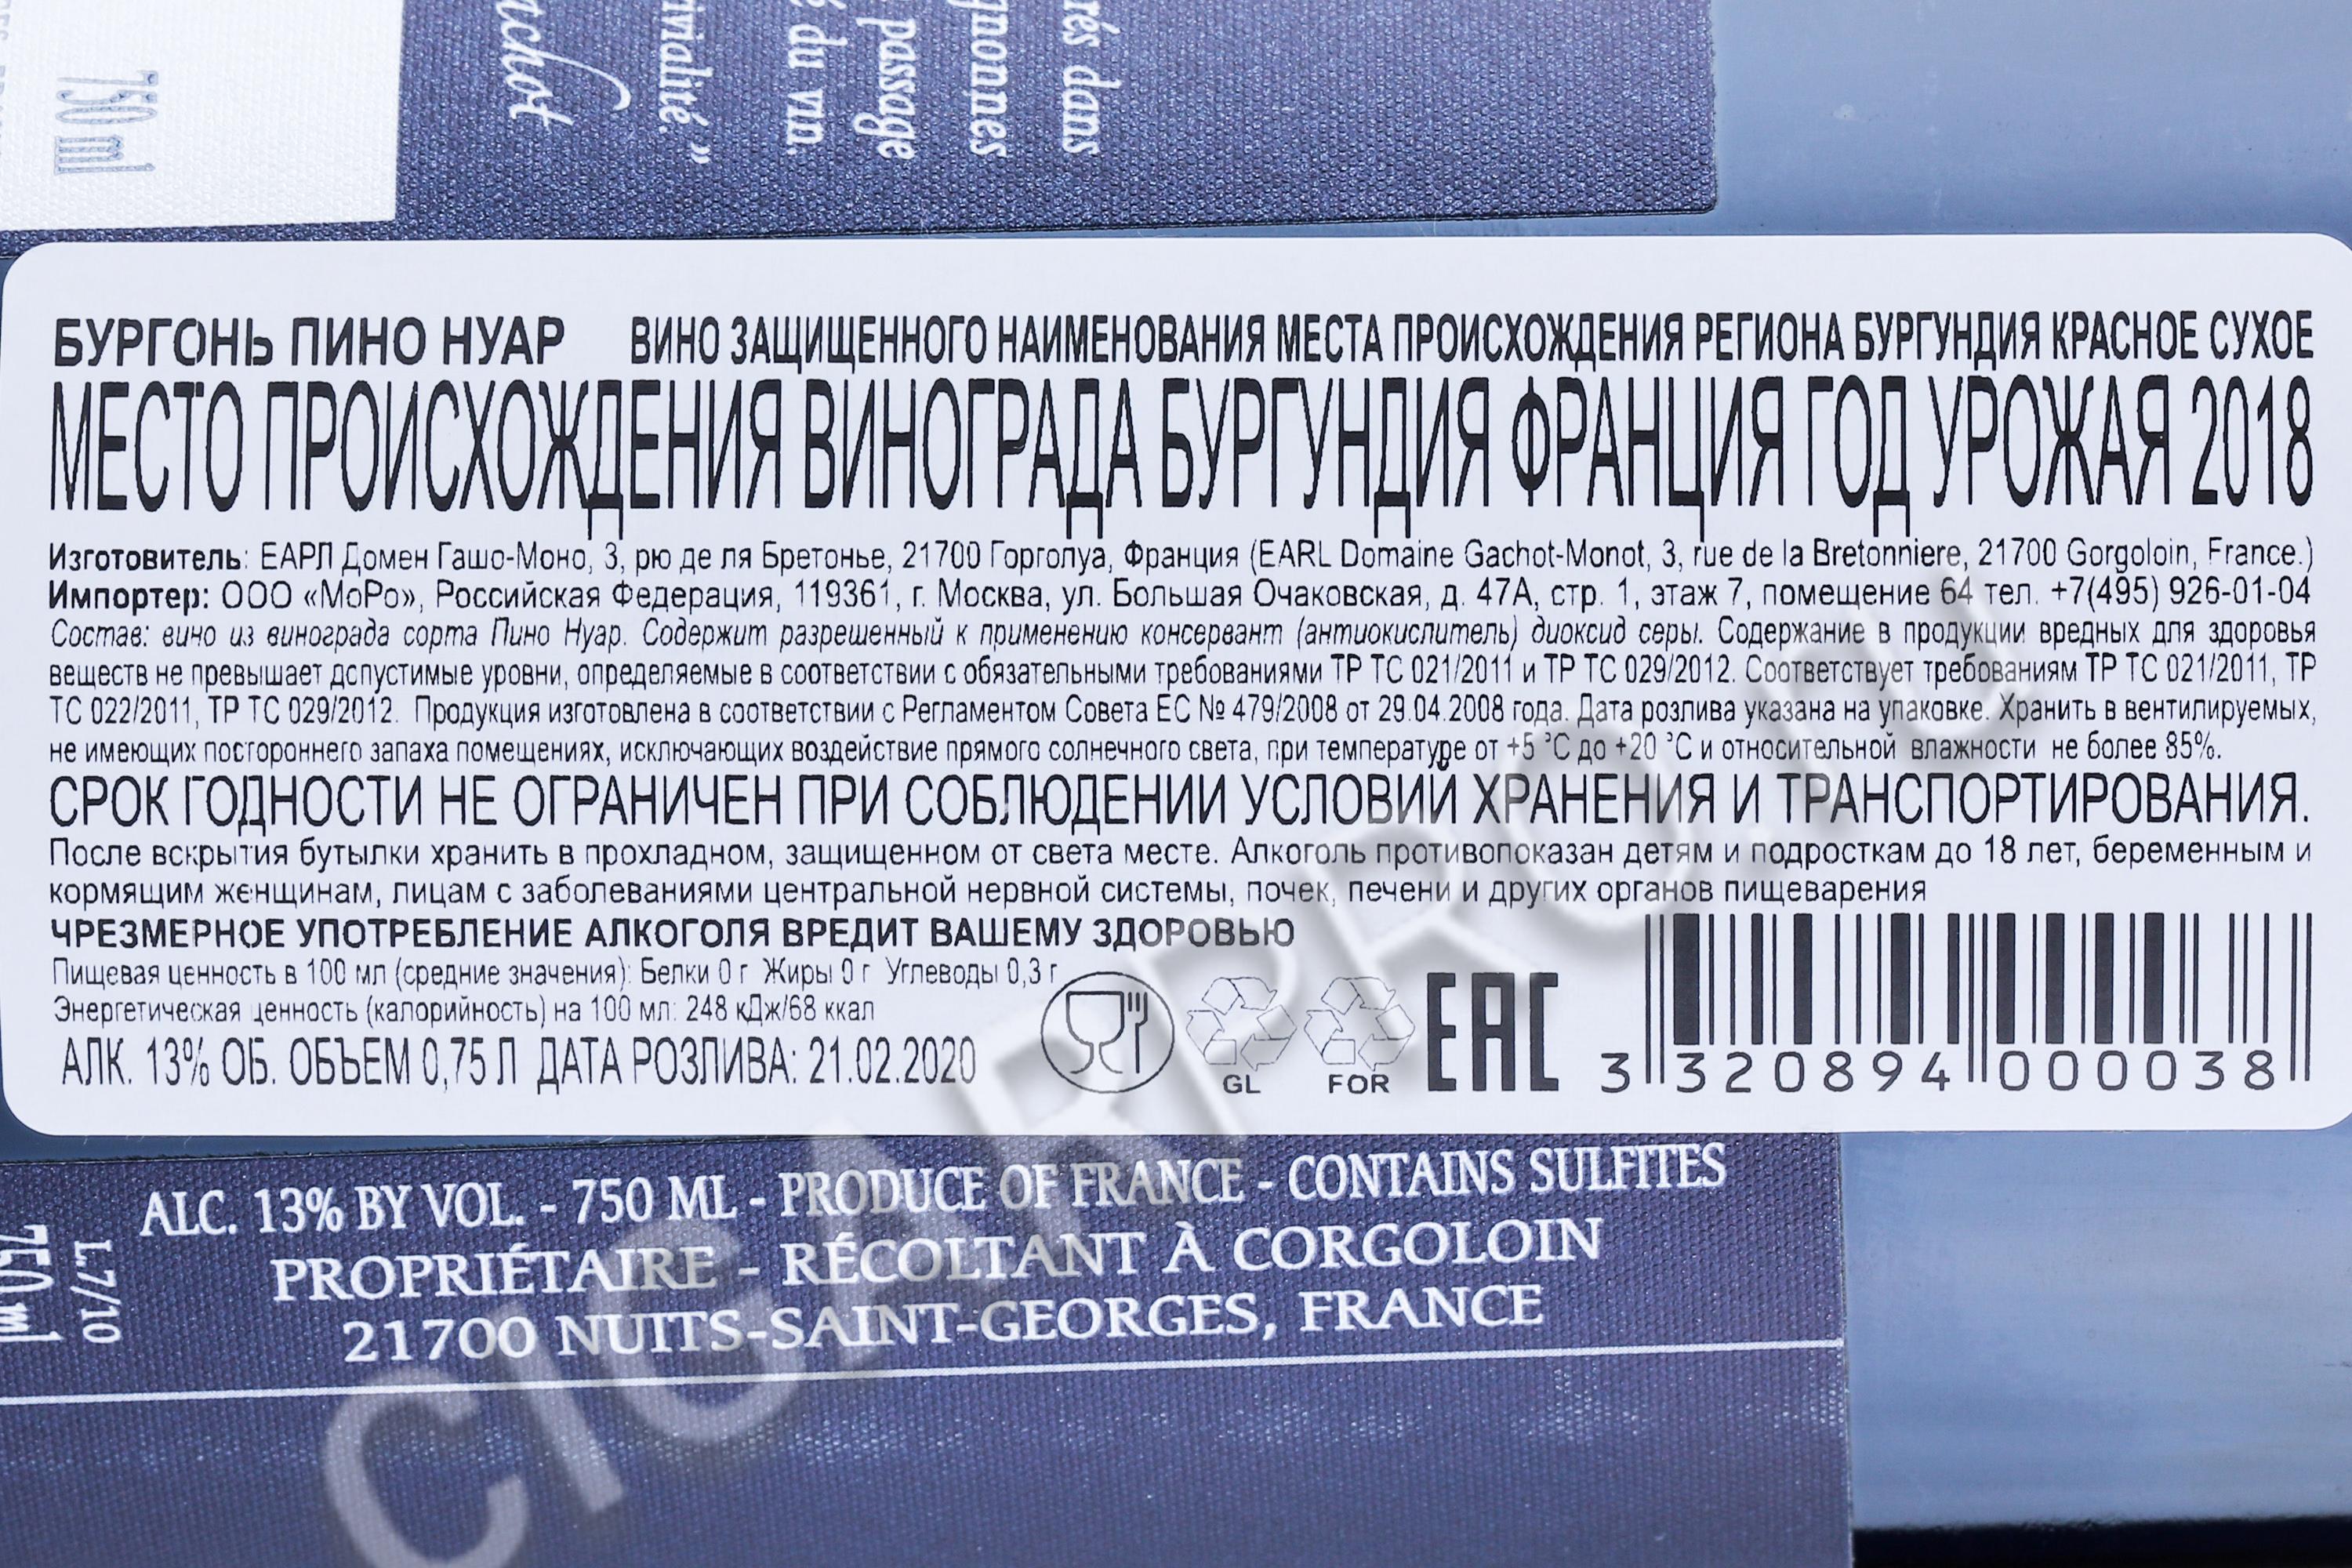 750 ml
achot
vialité."
du vin.
passage
gnonnes
rés dans
БУРГОНЬ ПИНО НУАР ВИНО ЗАЩИЩЕННОГО НАИМЕНОВАНИЯ МЕСТА ПРОИСХОЖДЕНИЯ РЕГИОНА БУРГУНДИЯ КРАСНОЕ СУХОЕ
МЕСТО ПРОИСХОЖДЕНИЯ ВИНОГРАДА БУРГУНДИЯ ФРАНЦИЯ ГОД УРОЖАЯ 2018
Изготовитель: ЕАРЛ Домен Гашо-Моно, 3, рю де ля Бретонье, 21700 Горголуа, Франция (EARL Domaine Gachot-Monot, 3, rue de la Bretonniere, 21700 Gorgoloin, France.)
Импортер: ООО «МоРо», Российская Федерация, 119361, г. Москва, ул. Большая Очаковская, д. 47А, стр. 1, этаж 7, помещение 64 тел. +7(495) 926-01-04
Состав: вино из винограда сорта Пино Нуар. Содержит разрешенный к применению консервант (антиокислитель) диоксид серы. Содержание в продукции вредных для здоровья
веществ не превышает допустимые уровни, определяемые в соответствии с обязательными требованиями ТР ТС 021/2011 и ТР ТС 029/2012. Соответствует требованиям ТР ТС 021/2011, ТР
ТС 022/2011, ТР ТС 029/2012. Продукция изготовлена в соответствии с Регламентом Совета ЕС № 479/2008 от 29.04.2008 года. Дата розлива указана на упаковке. Хранить в вентилируемых,
не имеющих постороннего запаха помещениях, исключающих воздействие прямого солнечного света, при температуре от +5 °С до +20 °С и относительной влажности не более 85%.
СРОК ГОДНОСТИ НЕ ОГРАНИЧЕН ПРИ СОБЛЮДЕНИИ УСЛОВИЙ ХРАНЕНИЯ И ТРАНСПОРТИРОВАНИЯ.
После вскрытия бутылки хранить в прохладном, защищенном от света месте. Алкоголь противопоказан детям и подросткам до 18 лет, беременным и
кормящим женщинам, лицам с заболеваниями центральной нервной системы, почек, печени и других органов пищеварения
ЧРЕЗМЕРНОЕ УПОТРЕБЛЕНИЕ АЛКОГОЛЯ ВРЕДИТ ВАШЕМУ ЗДОРОВЬЮ
Пищевая ценность в 100 мл (средние значения): Белки 0 г Жиры 0 г Углеводы 0,3 г
Энергетическая ценность (калорийность) на 100 мл: 248 кДж/68 ккал
АЛК. 13% ОБ. ОБЪЕМ 0,75 Л ДАТА РОЗЛИВА: 21.02.2020
GL FOR EAC
3 320894 000038
ALC. 13% BY VOL. - 750 ML - PRODUCE OF FRANCE - CONTAINS SULFITES
PROPRIÉTAIRE - RÉCOLTANT À CORGOLOIN
21700 NUITS-SAINT-GEORGES, FRANCE
750 ml
L.7/10
CIGARPRO.ru